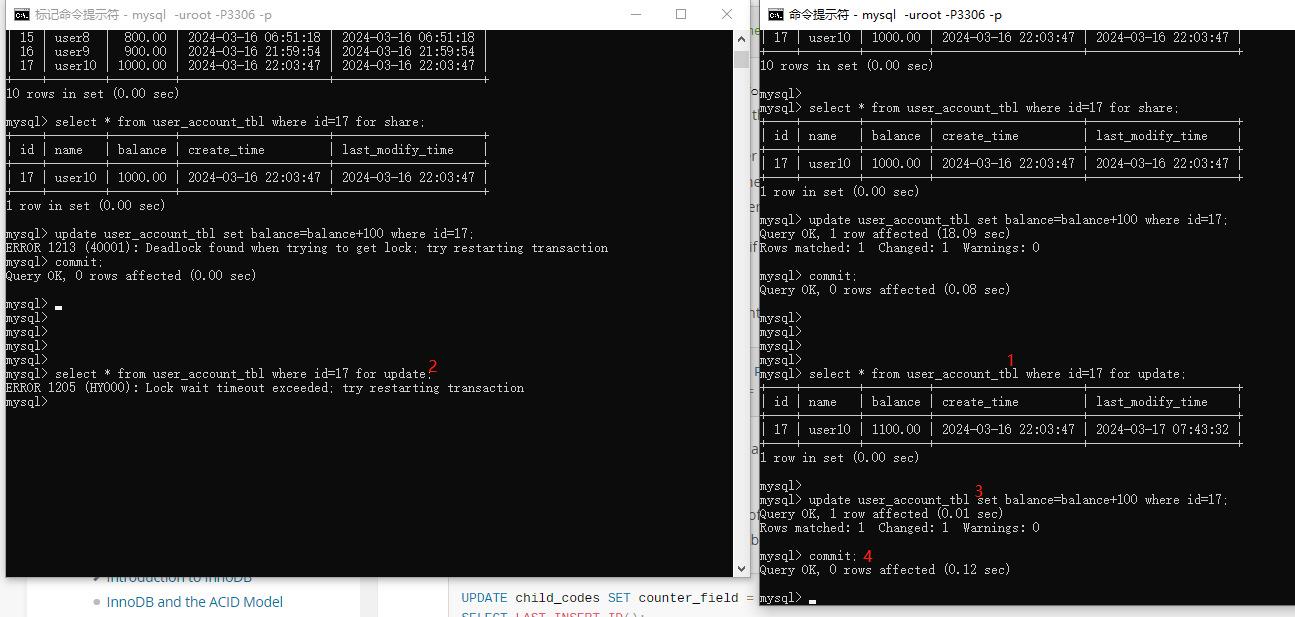 标记命令提示符 - mysql  -uroot -P3306 -p
| 15 | user8  |  800.00 | 2024-03-16 06:51:18 | 2024-03-16 06:51:18 |
| 16 | user9  |  900.00 | 2024-03-16 21:59:54 | 2024-03-16 21:59:54 |
| 17 | user10 | 1000.00 | 2024-03-16 22:03:47 | 2024-03-16 22:03:47 |
10 rows in set (0.00 sec)
mysql> select * from user_account_tbl where id=17 for share;
| id | name   | balance | create_time         | last_modify_time    |
| 17 | user10 | 1000.00 | 2024-03-16 22:03:47 | 2024-03-16 22:03:47 |
1 row in set (0.00 sec)
mysql> update user_account_tbl set balance=balance+100 where id=17;
ERROR 1213 (40001): Deadlock found when trying to get lock; try restarting transaction
mysql> commit;
Query OK, 0 rows affected (0.00 sec)
mysql>
mysql>
mysql>
mysql>
mysql>
2
mysql> select * from user_account_tbl where id=17 for update;
ERROR 1205 (HY000): Lock wait timeout exceeded; try restarting transaction
mysql>
命令提示符 - mysql  -uroot -P3306 -p
| 17 | user10 | 1000.00 | 2024-03-16 22:03:47 | 2024-03-16 22:03:47 |
10 rows in set (0.00 sec)
mysql>
mysql> select * from user_account_tbl where id=17 for share;
| id | name   | balance | create_time         | last_modify_time    |
| 17 | user10 | 1000.00 | 2024-03-16 22:03:47 | 2024-03-16 22:03:47 |
1 row in set (0.00 sec)
mysql> update user_account_tbl set balance=balance+100 where id=17;
Query OK, 1 row affected (18.09 sec)
Rows matched: 1  Changed: 1  Warnings: 0
mysql> commit;
Query OK, 0 rows affected (0.08 sec)
mysql>
mysql>
mysql>
mysql>
1
mysql> select * from user_account_tbl where id=17 for update;
| id | name   | balance | create_time         | last_modify_time    |
| 17 | user10 | 1100.00 | 2024-03-16 22:03:47 | 2024-03-17 07:43:32 |
1 row in set (0.00 sec)
mysql>
3
mysql> update user_account_tbl set balance=balance+100 where id=17;
Query OK, 1 row affected (0.01 sec)
Rows matched: 1  Changed: 1  Warnings: 0
mysql> commit; 4
Query OK, 0 rows affected (0.12 sec)
mysql>
Introduction to InnoDB
InnoDB and the ACID Model
UPDATE child_codes SET counter_field =
SELECT LAST_INSERT_ID();